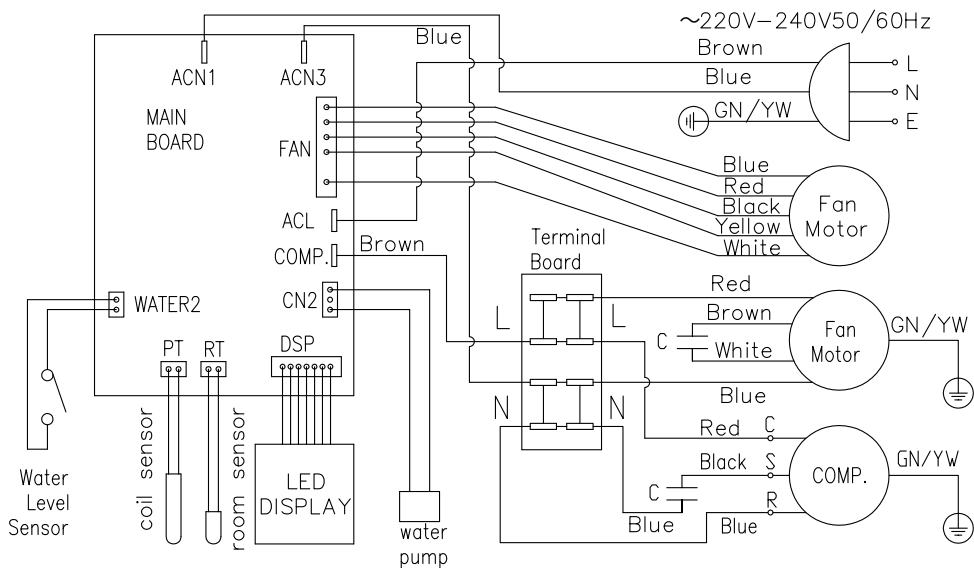 ~220V-240V50/60Hz
Blue
Brown
L
ACN1
ACN3
Blue
N
MAIN
BOARD
GN/YW
E
FAN
Blue
Red
Black
Yellow
White
Fan
Motor
ACL
COMP.
Brown
Terminal
Board
WATER2
CN2
L
L
Red
Brown
C
White
Fan
Motor
GN/YW
PT
RT
DSP
N
N
Blue
Red
C
Black
S
C
R
Blue
Blue
COMP.
GN/YW
Water
Level
Sensor
coil sensor
room sensor
LED
DISPLAY
water
pump